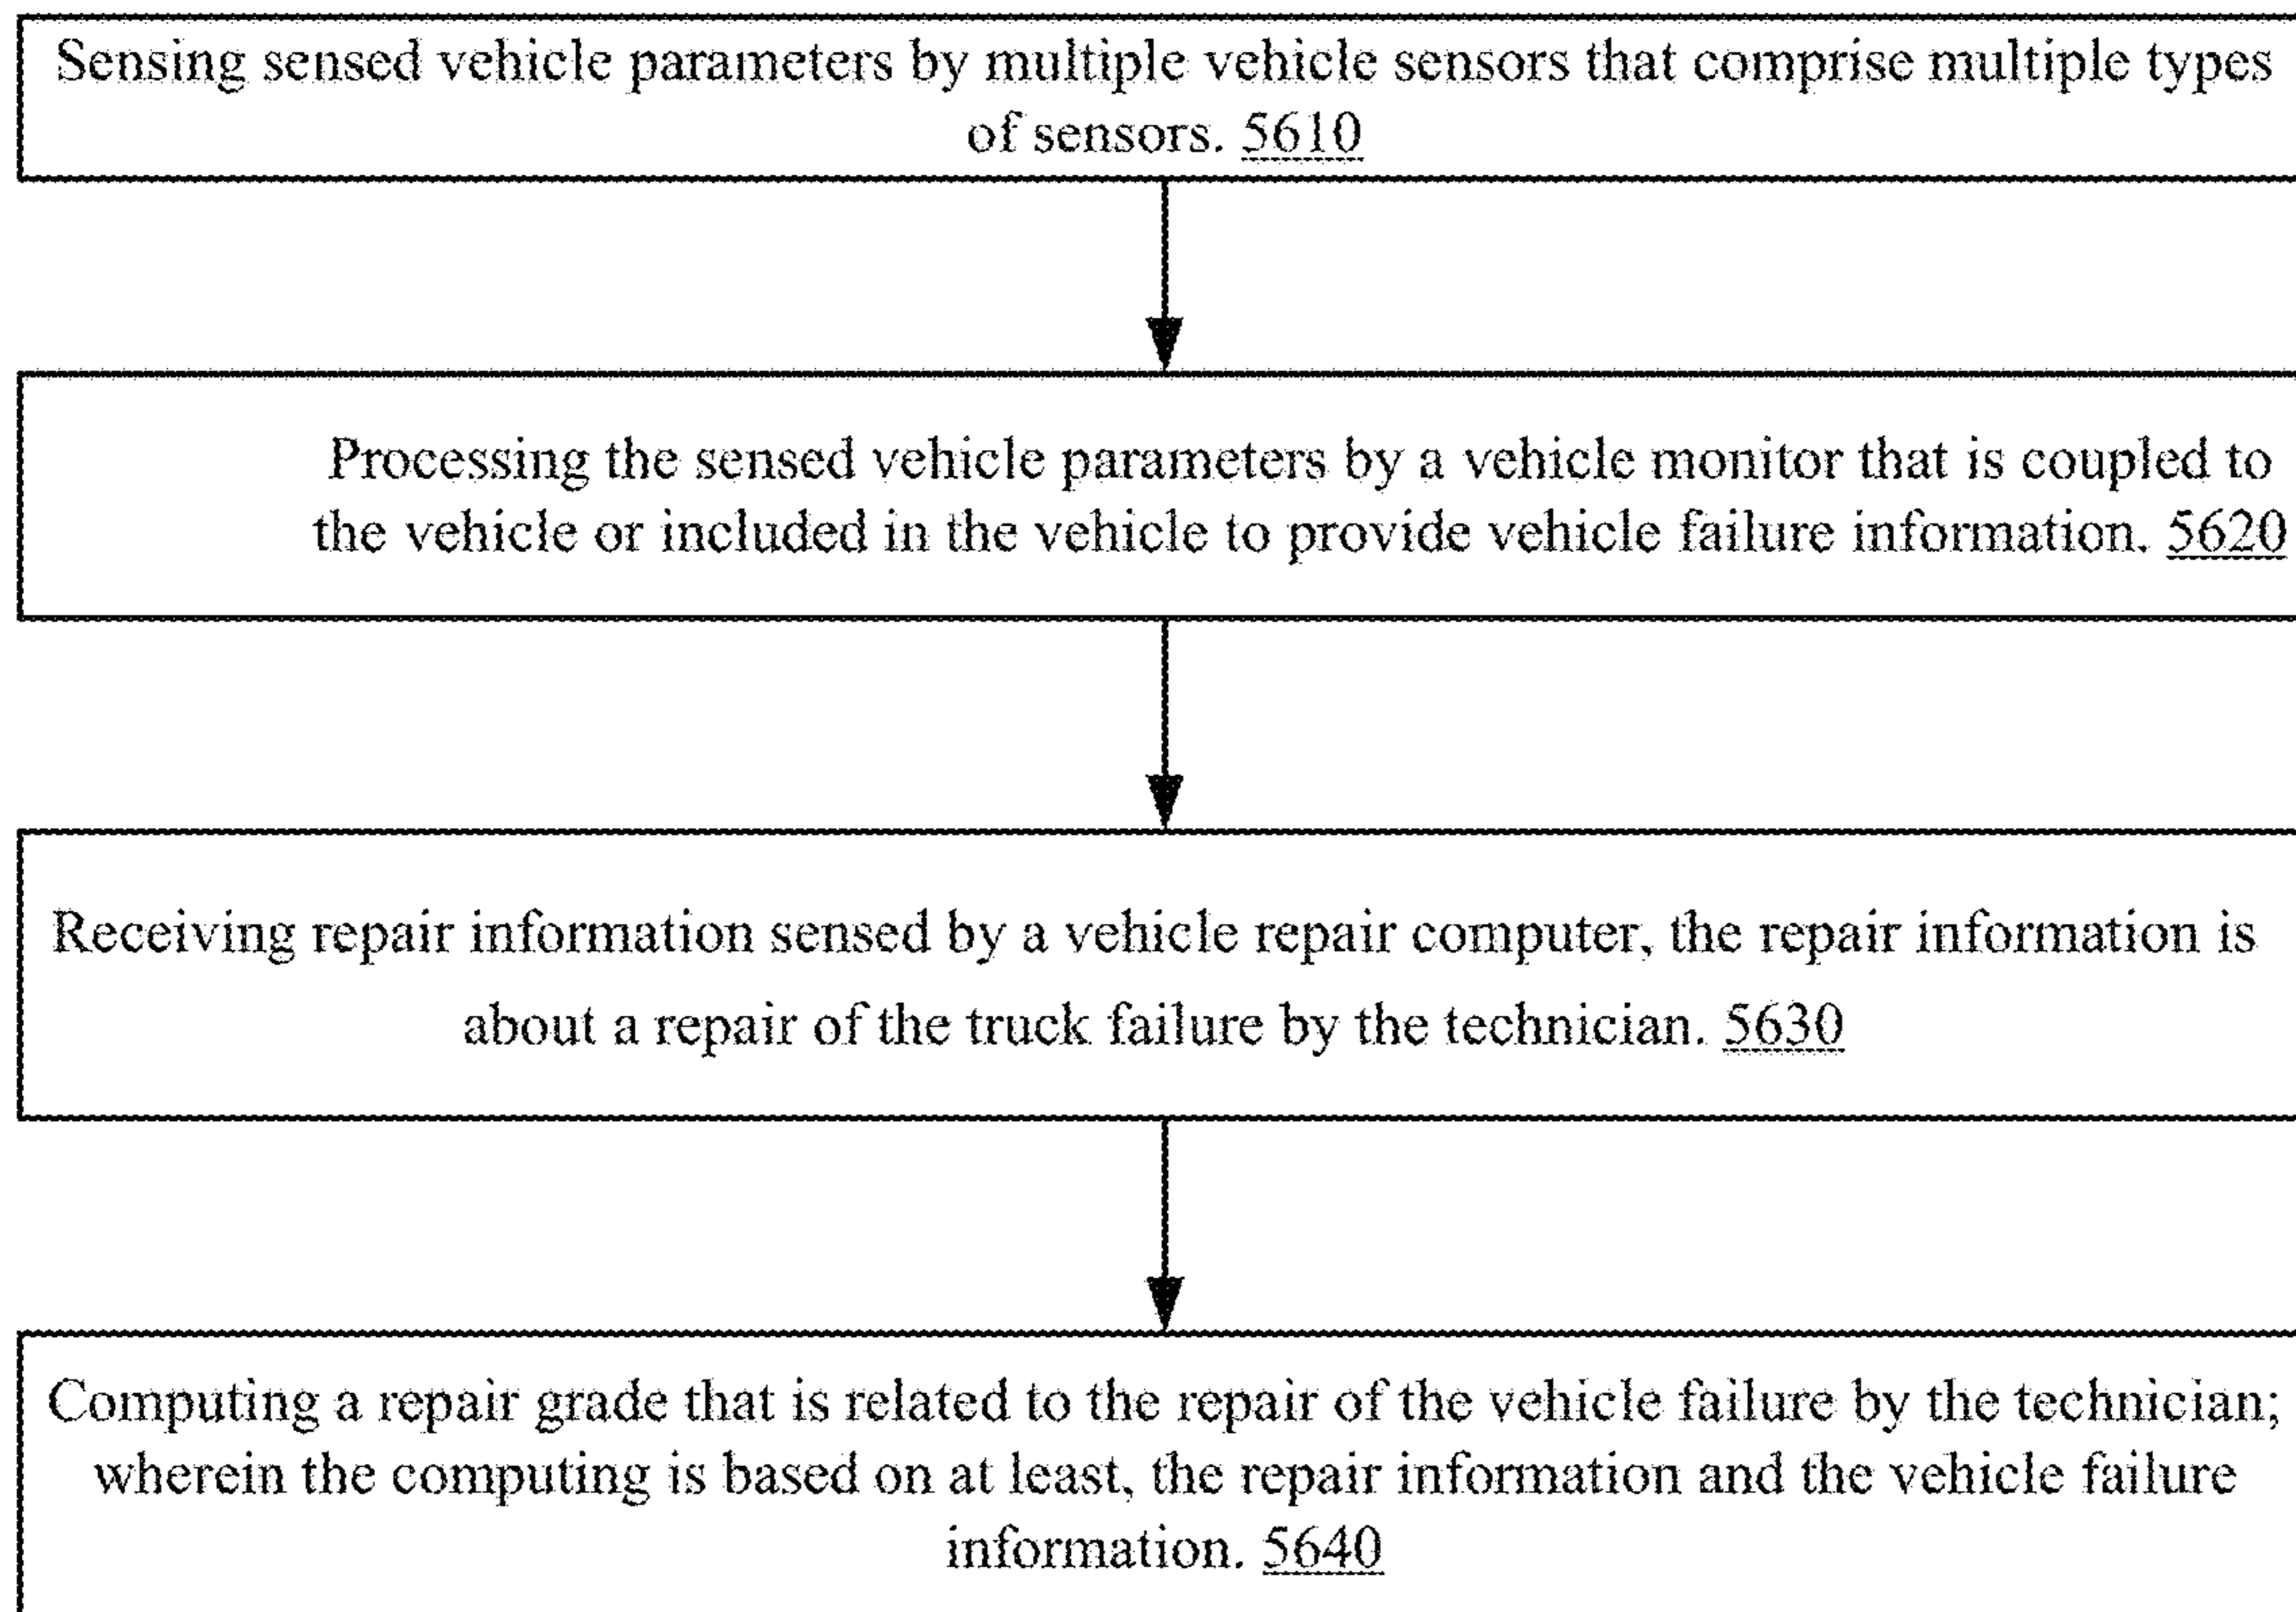 Sensing sensed vehicle parameters by multiple vehicle sensors that comprise multiple types
of sensors. 5610
Processing the sensed vehicle parameters by a vehicle monitor that is coupled to
the vehicle or included in the vehicle to provide vehicle failure information. 5620
Receiving repair information sensed by a vehicle repair computer, the repair information is
about a repair of the truck failure by the technician. 5630
Computing a repair grade that is related to the repair of the vehicle failure by the technician;
wherein the computing is based on at least, the repair information and the vehicle failure
information. 5640